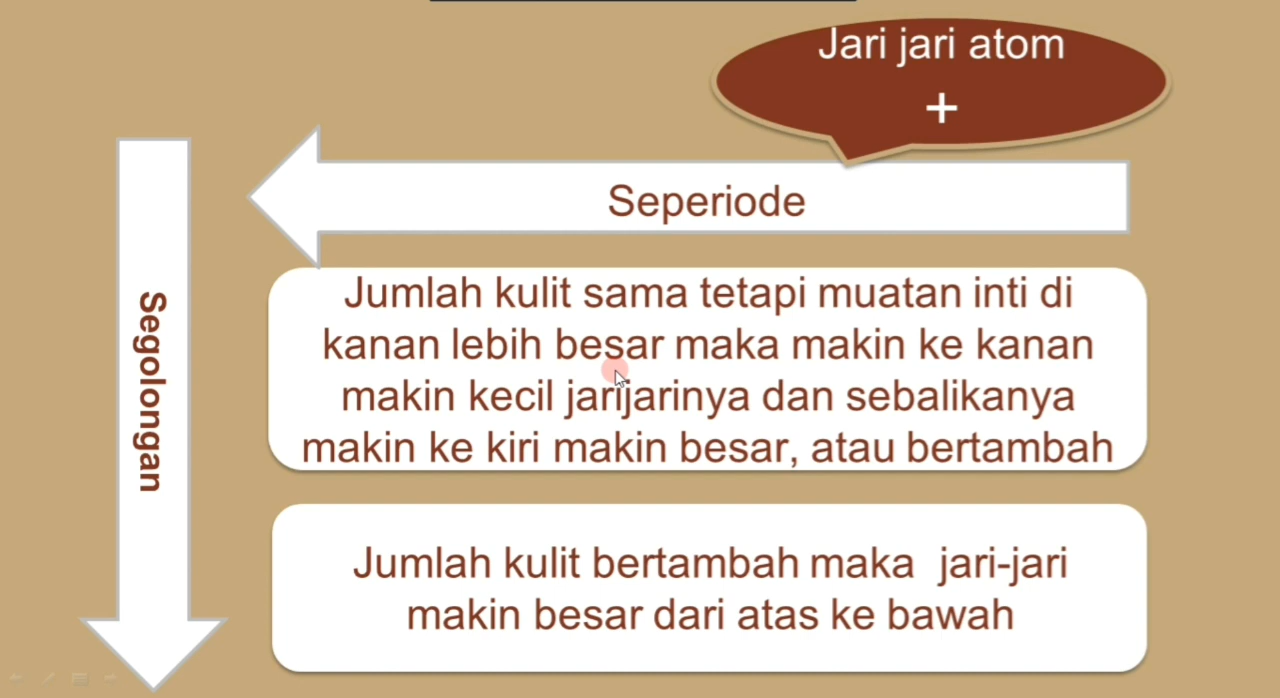 Jari jari atom
+
Seperiode
Segolongan
Jumlah kulit sama tetapi muatan inti di
kanan lebih besar maka makin ke kanan
makin kecil jarijarinya dan sebalikanya
makin ke kiri makin besar, atau bertambah
Jumlah kulit bertambah maka jari-jari
makin besar dari atas ke bawah